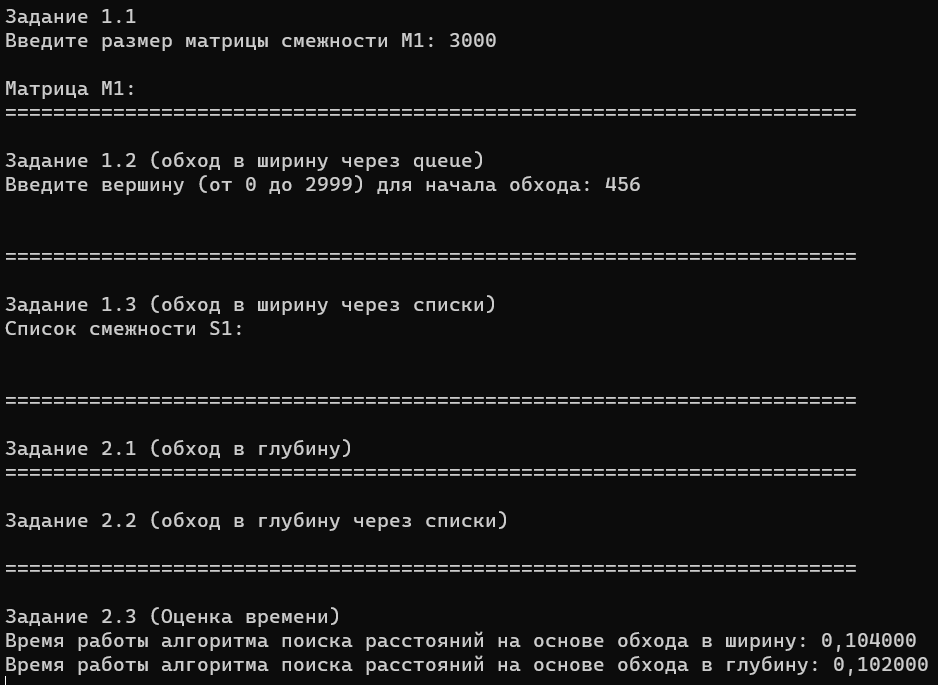 Задание 1.1
Введите размер матрицы смежности M1: 3000
Матрица M1:
=======================================================================
Задание 1.2 (обход в ширину через queue)
Введите вершину (от 0 до 2999) для начала обхода: 456
=======================================================================
Задание 1.3 (обход в ширину через списки)
Список смежности S1:
=======================================================================
Задание 2.1 (обход в глубину)
=======================================================================
Задание 2.2 (обход в глубину через списки)
=======================================================================
Задание 2.3 (Оценка времени)
Время работы алгоритма поиска расстояний на основе обхода в ширину: 0,104000
Время работы алгоритма поиска расстояний на основе обхода в глубину: 0,102000